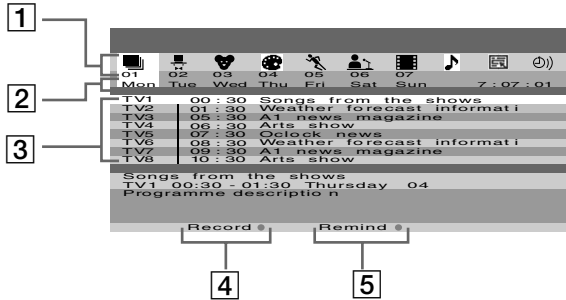 1
01 02 03 04 05 06 07
2
Mon Tue Wed Thu Fri Sat Sun 7 : 07 : 01
TV1 00 : 30 Songs from the shows
TV2 01 : 30 Weather forecast informati
TV3 05 : 30 A1 news magazine
TV4 06 : 30 Arts show
3
TV5 07 : 30 Oclock news
TV6 08 : 30 Weather forecast informati
TV7 09 : 30 A1 news magazine
TV8 10 : 30 Arts show
Songs from the shows
TV1 00:30 - 01:30 Thursday 04
Programme descriptio n
Record Remind
4 5